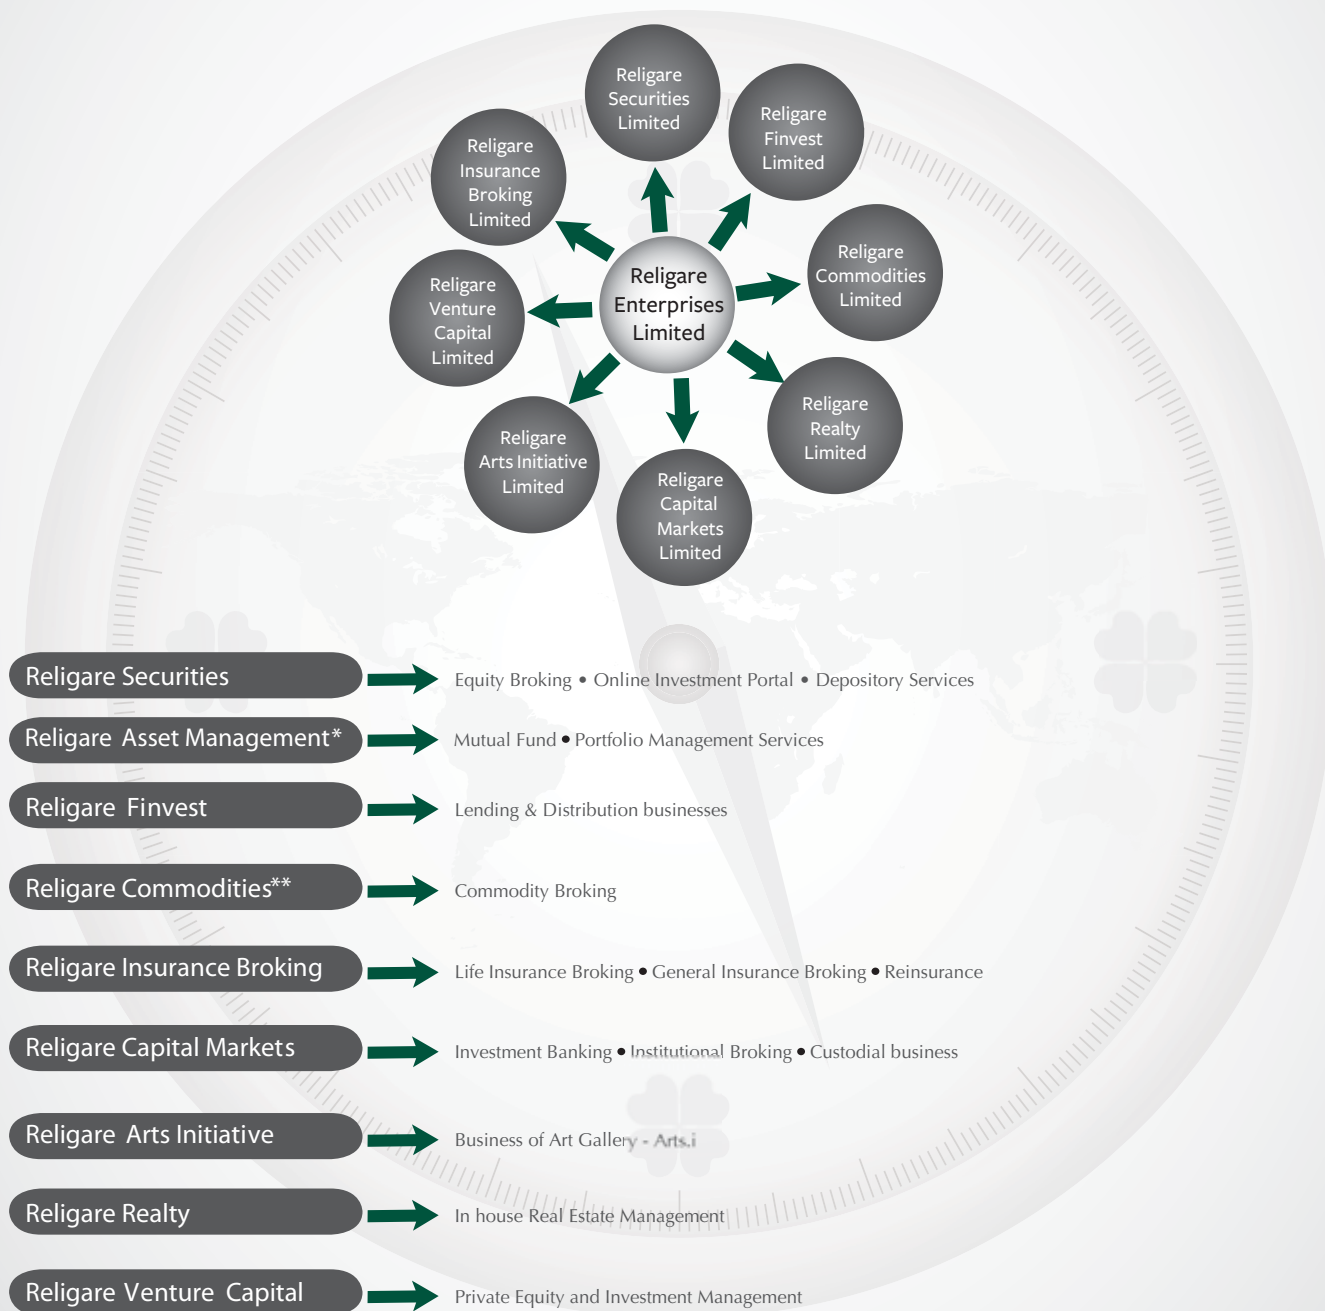 Religare
Securities
Limited
Religare
Finvest
Limited
Religare
Insurance
Broking
Limited
Religare
Commodities
Limited
Religare
Enterprises
Limited
Religare
Venture
Capital
Limited
Religare
Realty
Limited
Religare
Arts Initiative
Limited
Religare
Capital
Markets
Limited
Religare Securities
Equity Broking • Online Investment Portal • Depository Services
Religare Asset Management*
Mutual Fund • Portfolio Management Services
Religare Finvest
Lending & Distribution businesses
Religare Commodities**
Commodity Broking
Religare Insurance Broking
Life Insurance Broking • General Insurance Broking • Reinsurance
Religare Capital Markets
Investment Banking • Institutional Broking • Custodial business
Religare Arts Initiative
Business of Art Gallery - Arts.i
Religare Realty
In house Real Estate Management
Religare Venture Capital
Private Equity and Investment Management